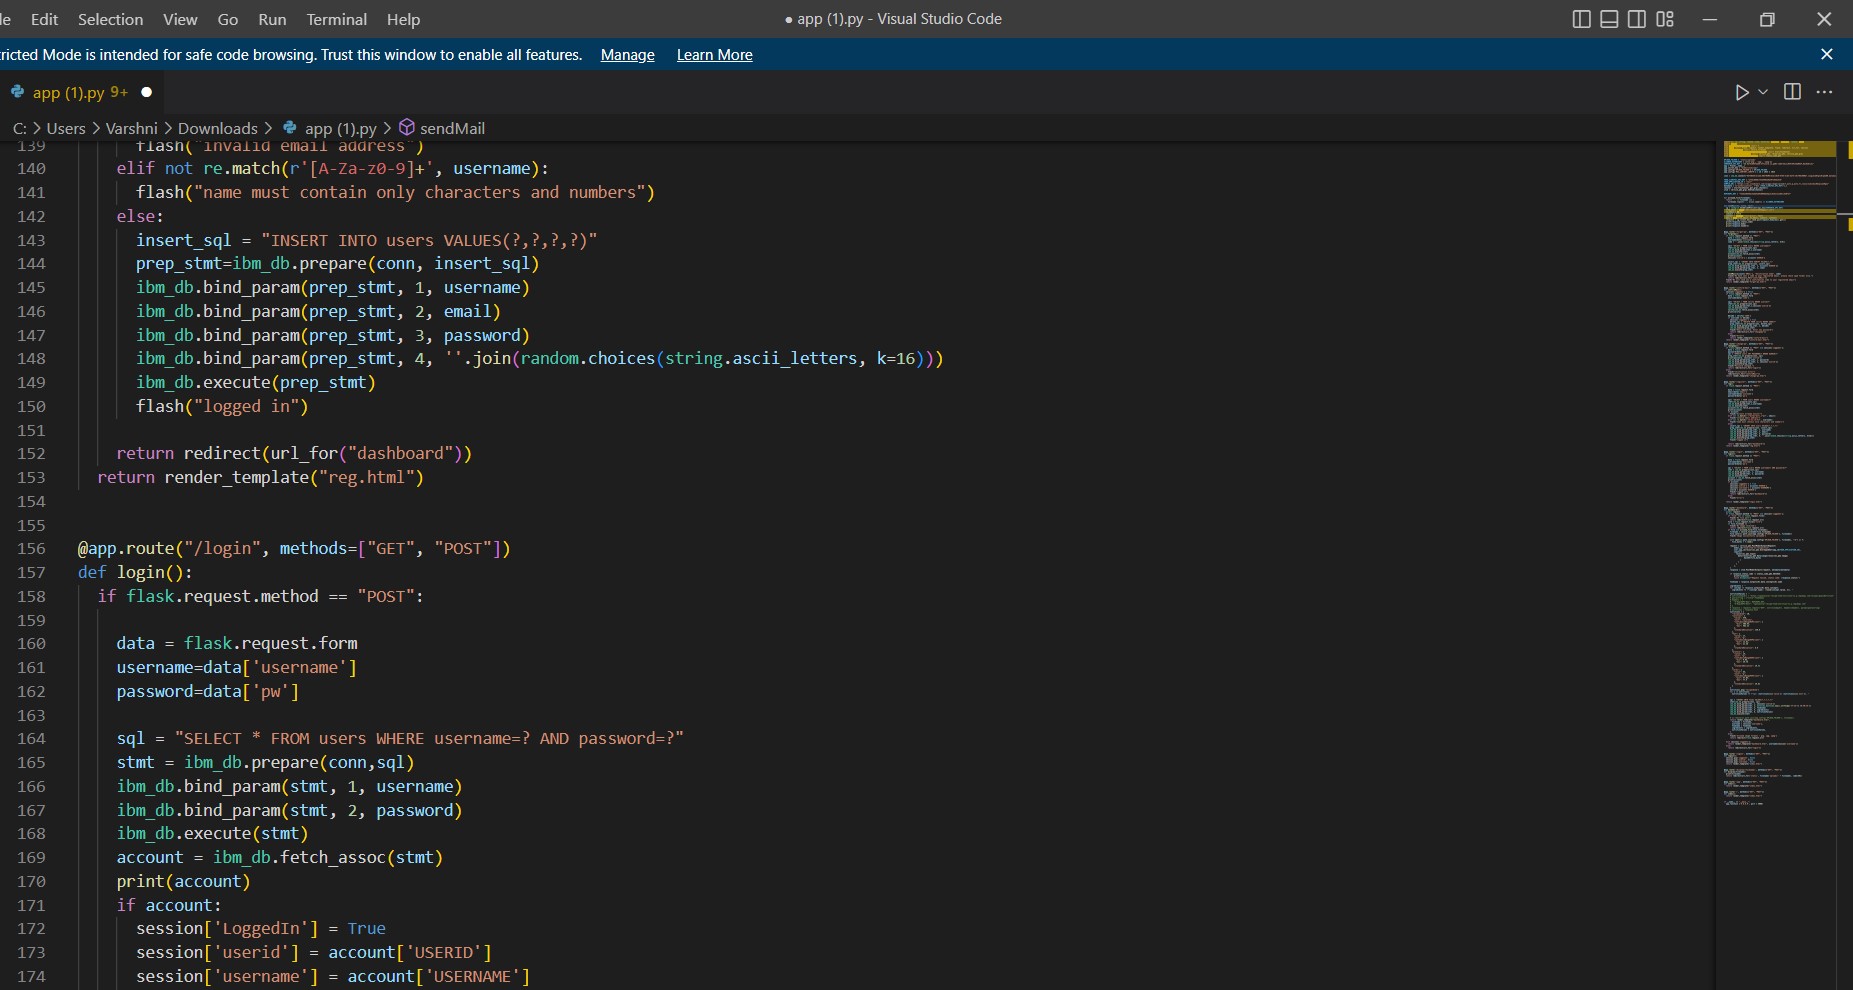 le Edit Selection View Go Run Terminal Help ● app (1).py - Visual Studio Code
tricted Mode is intended for safe code browsing. Trust this window to enable all features. Manage Learn More
app (1).py 9+ ●
C: > Users > Varshni > Downloads > app (1).py > sendMail
139 flash("invalid email address")
140 elif not re.match(r'[A-Za-z0-9]+', username):
141 flash("name must contain only characters and numbers")
142 else:
143 insert_sql = "INSERT INTO users VALUES(?,?,?,?)"
144 prep_stmt=ibm_db.prepare(conn, insert_sql)
145 ibm_db.bind_param(prep_stmt, 1, username)
146 ibm_db.bind_param(prep_stmt, 2, email)
147 ibm_db.bind_param(prep_stmt, 3, password)
148 ibm_db.bind_param(prep_stmt, 4, ''.join(random.choices(string.ascii_letters, k=16)))
149 ibm_db.execute(prep_stmt)
150 flash("logged in")
151
152 return redirect(url_for("dashboard"))
153 return render_template("reg.html")
154
155
156 @app.route("/login", methods=["GET", "POST"])
157 def login():
158 if flask.request.method == "POST":
159
160 data = flask.request.form
161 username=data['username']
162 password=data['pw']
163
164 sql = "SELECT * FROM users WHERE username=? AND password=?"
165 stmt = ibm_db.prepare(conn,sql)
166 ibm_db.bind_param(stmt, 1, username)
167 ibm_db.bind_param(stmt, 2, password)
168 ibm_db.execute(stmt)
169 account = ibm_db.fetch_assoc(stmt)
170 print(account)
171 if account:
172 session['LoggedIn'] = True
173 session['userid'] = account['USERID']
174 session['username'] = account['USERNAME']